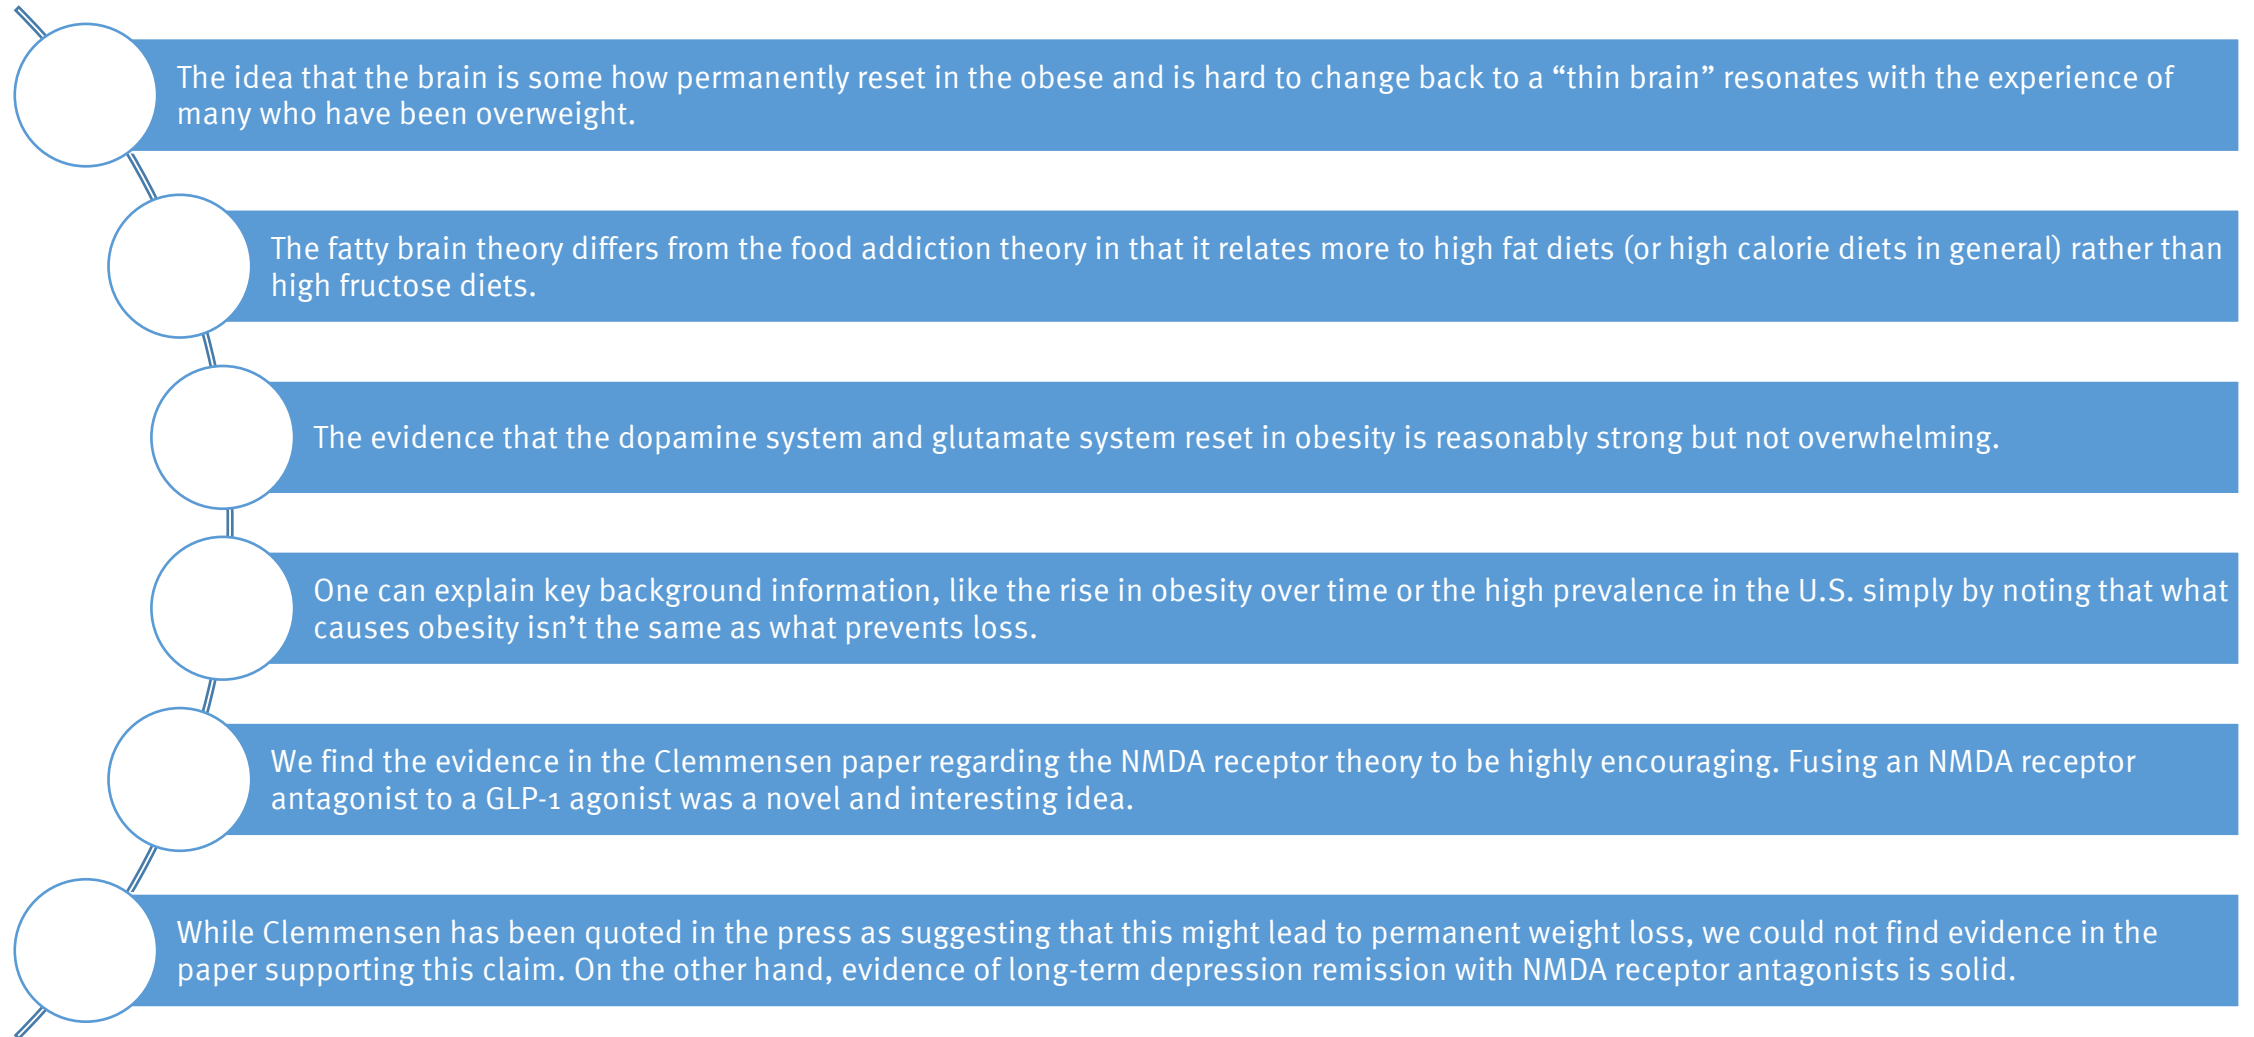 The idea that the brain is some how permanently reset in the obese and is hard to change back to a “thin brain” resonates with the experience of
many who have been overweight.
The fatty brain theory differs from the food addiction theory in that it relates more to high fat diets (or high calorie diets in general) rather than
high fructose diets.
The evidence that the dopamine system and glutamate system reset in obesity is reasonably strong but not overwhelming.
One can explain key background information, like the rise in obesity over time or the high prevalence in the U.S. simply by noting that what
causes obesity isn’t the same as what prevents loss.
We find the evidence in the Clemmensen paper regarding the NMDA receptor theory to be highly encouraging. Fusing an NMDA receptor
antagonist to a GLP-1 agonist was a novel and interesting idea.
While Clemmensen has been quoted in the press as suggesting that this might lead to permanent weight loss, we could not find evidence in the
paper supporting this claim. On the other hand, evidence of long-term depression remission with NMDA receptor antagonists is solid.